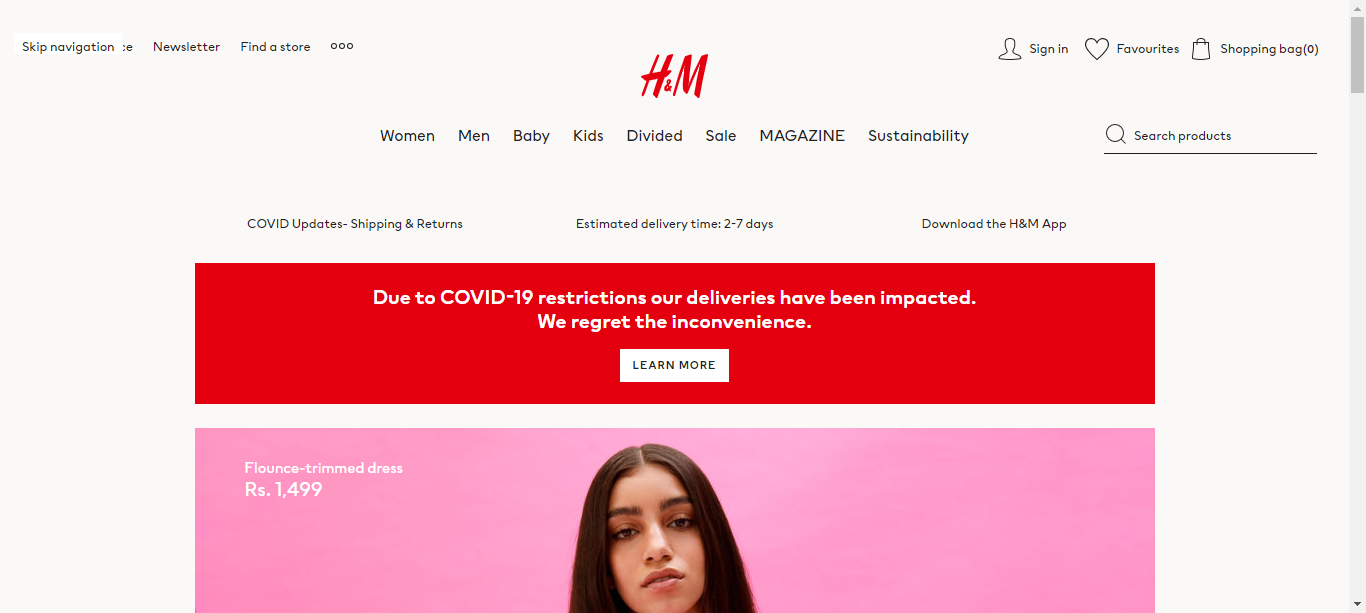 Skip navigation ce Newsletter Find a store
Sign in Favourites Shopping bag(0)
H&M
Women Men Baby Kids Divided Sale MAGAZINE Sustainability
Search products
COVID Updates- Shipping & Returns Estimated delivery time: 2-7 days Download the H&M App
Due to COVID-19 restrictions our deliveries have been impacted.
We regret the inconvenience.
LEARN MORE
Flounce-trimmed dress
Rs. 1,499